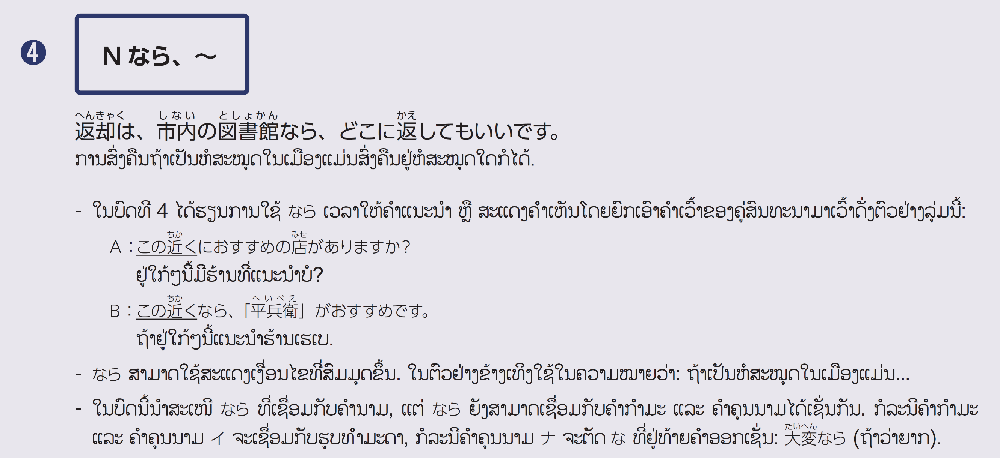 4
N なら、～
へんきゃく しない としょかん かえ
返却は、市内の図書館なら、どこに返してもいいです。
ການສົ່ງຄືນຖ້າເປັນຫໍສະໝຸດໃນເມືອງແມ່ນສົ່ງຄືນຢູ່ຫໍສະໝຸດໃດກໍໄດ້.
- ໃນບົດທີ 4 ໄດ້ຮຽນການໃຊ້ なら ເວລາໃຫ້ຄຳແນະນຳ ຫຼື ສະແດງຄຳເຫັນໂດຍຍົກເອົາຄຳເວົ້າຂອງຄູ່ສົນທະນາມາເວົ້າດັ່ງຕົວຢ່າງລຸ່ມນີ້:
ちか みせ
A：この近くにおすすめの店がありますか？
ຢູ່ໃກ້ໆນີ້ມີຮ້ານທີ່ແນະນຳບໍ?
ちか へいべえ
B：この近くなら、「平兵衛」がおすすめです。
ຖ້າຢູ່ໃກ້ໆນີ້ແນະນຳຮ້ານເຮເບ.
- なら ສາມາດໃຊ້ສະແດງເງື່ອນໄຂທີ່ສົມມຸດຂຶ້ນ. ໃນຕົວຢ່າງຂ້າງເທິງໃຊ້ໃນຄວາມໝາຍວ່າ: ຖ້າເປັນຫໍສະໝຸດໃນເມືອງແມ່ນ...
- ໃນບົດນີ້ນຳສະເໜີ なら ທີ່ເຊື່ອມກັບຄຳນາມ, ແຕ່ なら ຍັງສາມາດເຊື່ອມກັບຄຳກຳມະ ແລະ ຄຳຄຸນນາມໄດ້ເຊັ່ນກັນ. ກໍລະນີຄຳກຳມະ
たいへん
ແລະ ຄຳຄຸນນາມ イ ຈະເຊື່ອມກັບຮູບທຳມະດາ, ກໍລະນີຄຳຄຸນນາມ ナ ຈະຕັດ な ທີ່ຢູ່ທ້າຍຄຳອອກເຊັ່ນ: 大変なら (ຖ້າວ່າຍາກ).